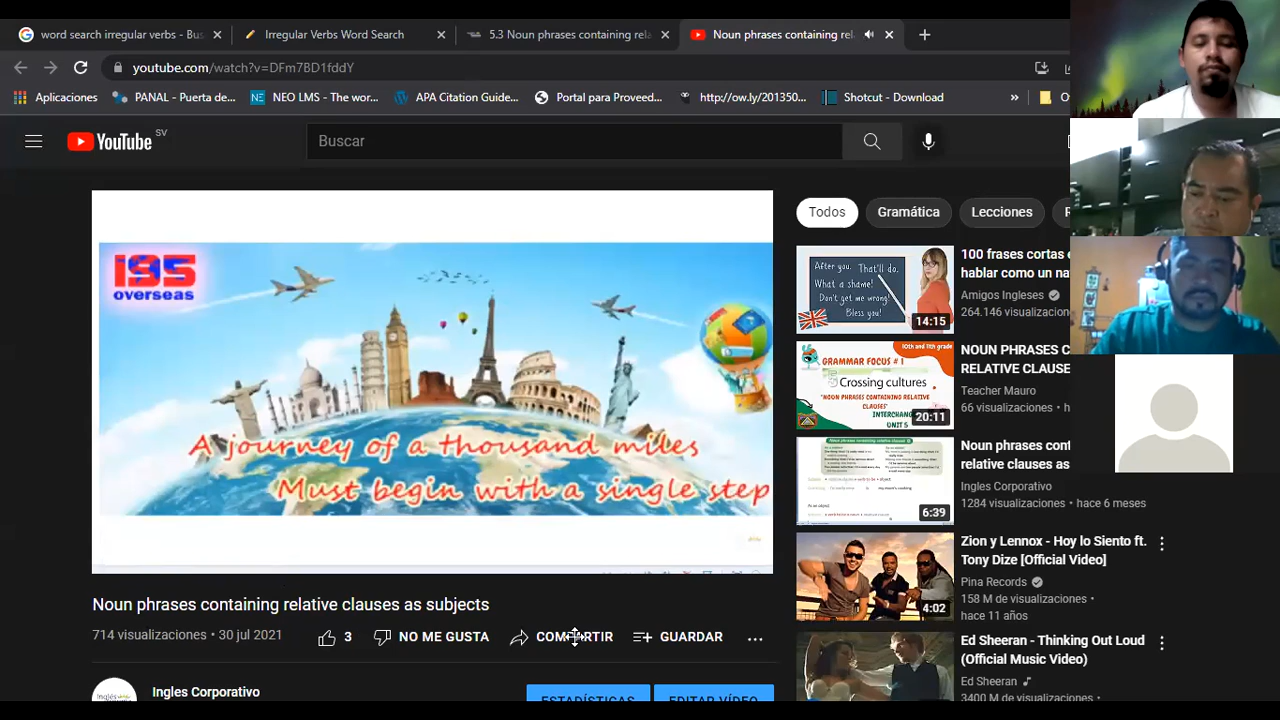 word search irregular verbs - Bus
Irregular Verbs Word Search
5.3 Noun phrases containing rela
Noun phrases containing rela
youtube.com/watch?v=DFm7BD1fddY
Aplicaciones
PANAL - Puerta de...
NEO LMS - The wor...
APA Citation Guide...
Portal para Proveed...
http://ow.ly/201350...
Shotcut - Download
»
YouTube SV
Buscar
195
overseas
A journey of a thousand miles
Must begin with a single step
Noun phrases containing relative clauses as subjects
714 visualizaciones • 30 jul 2021
3
NO ME GUSTA
COMPARTIR
GUARDAR
Ingles Corporativo
ESTADÍSTICAS
EDITAR VÍDEO
Todos
Gramática
Lecciones
After you. That'll do.
What a shame!
Don't get me wrong!
Bless you!
14:15
100 frases cortas
hablar como un na
Amigos Ingleses
264.146 visualizacion
10th and 11th grade
GRAMMAR FOCUS # 1
Crossing cultures
"NOUN PHRASES CONTAINING RELATIVE
CLAUSES"
INTERCHANG
UNIT 5
20:11
NOUN PHRASES C
RELATIVE CLAUSE
Teacher Mauro
66 visualizaciones • h
6:39
Noun phrases cont
relative clauses as
Ingles Corporativo
1284 visualizaciones • hace 6 meses
4:02
Zion y Lennox - Hoy lo Siento ft.
Tony Dize [Official Video]
Pina Records
158 M de visualizaciones •
hace 11 años
Ed Sheeran - Thinking Out Loud
(Official Music Video)
Ed Sheeran
3400 M de visualizaciones •